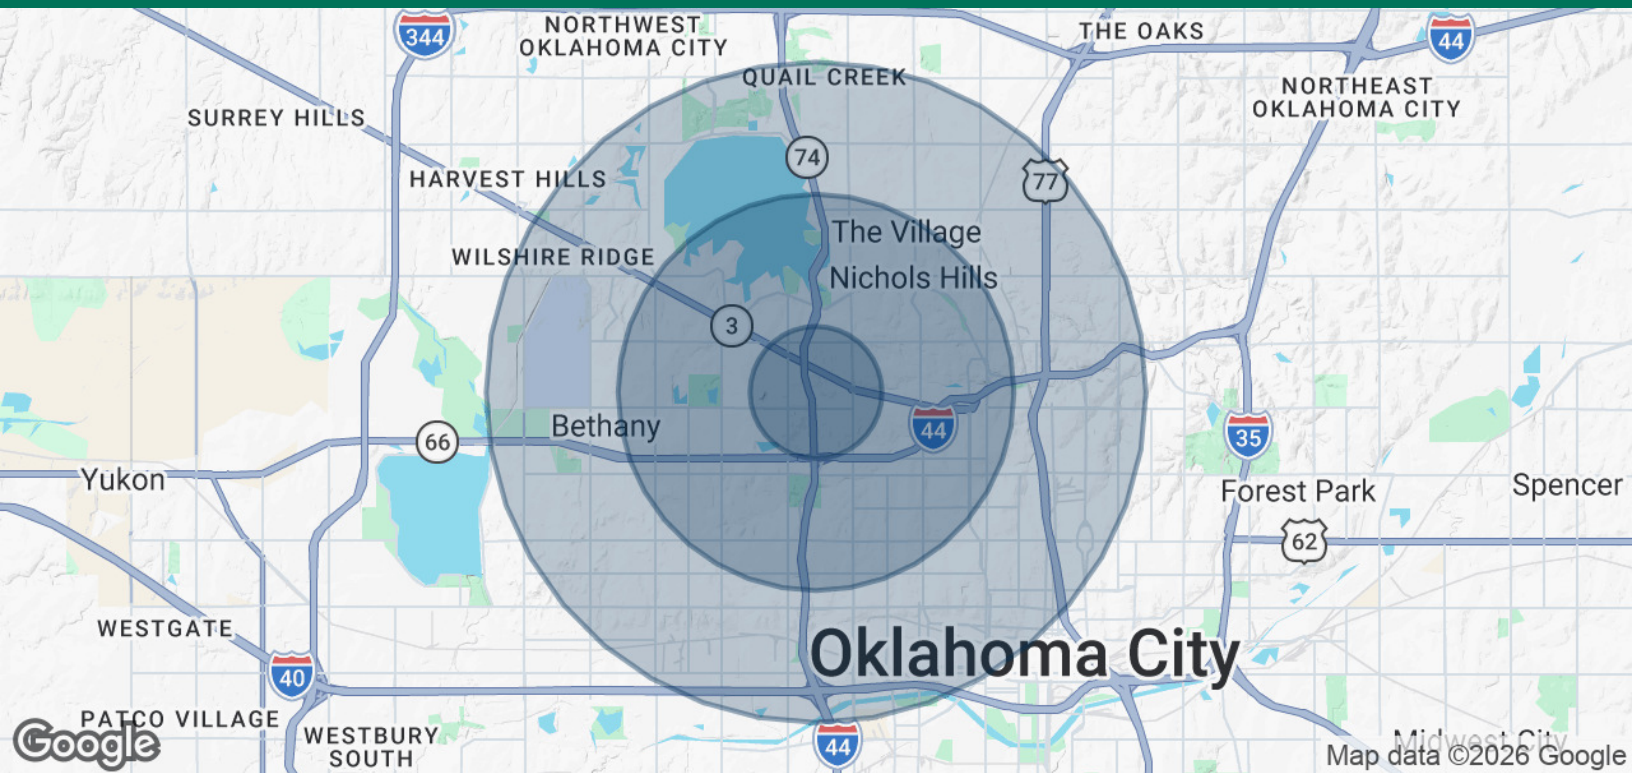 344
NORTHWEST
OKLAHOMA CITY
THE OAKS
44
QUAIL CREEK
NORTHEAST
OKLAHOMA CITY
SURREY HILLS
74
HARVEST HILLS
77
The Village
WILSHIRE RIDGE
Nichols Hills
3
Bethany
44
35
66
Yukon
Forest Park
Spencer
62
WESTGATE
Oklahoma City
40
PATCO VILLAGE
WESTBURY
SOUTH
44
Google
Midwest City
Map data ©2026 Google